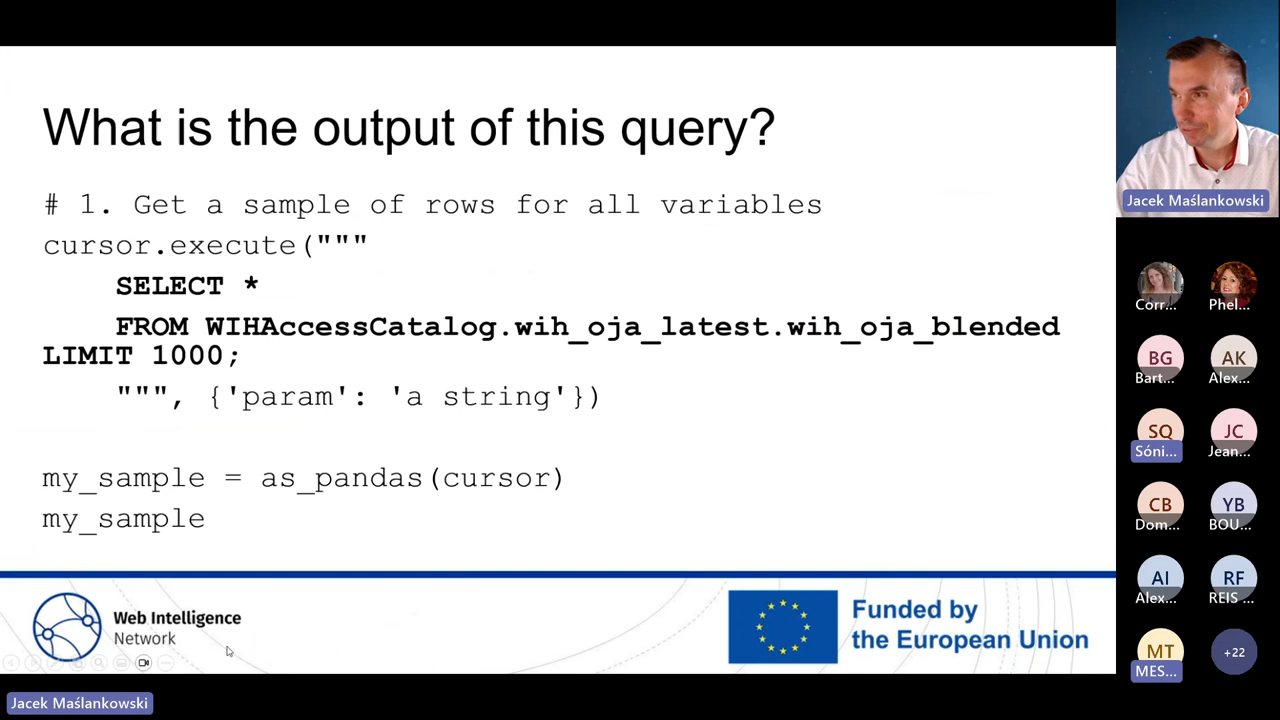 What is the output of this query?
# 1. Get a sample of rows for all variables
cursor.execute("""
SELECT *
FROM WIHAccessCatalog.wih_oja_latest.wih_oja_blended
LIMIT 1000;
""", {'param': 'a string'})
my_sample = as_pandas(cursor)
my_sample
Web Intelligence
Network
Funded by
the European Union
Jacek Maślankowski
Jacek Maślankowski
Corr...
Phel...
BG
Bart...
AK
Alex...
SQ
Sóni...
JC
Jean...
CB
Dom...
YB
BOU...
AI
Alex...
RF
REIS ...
MT
MES...
+22